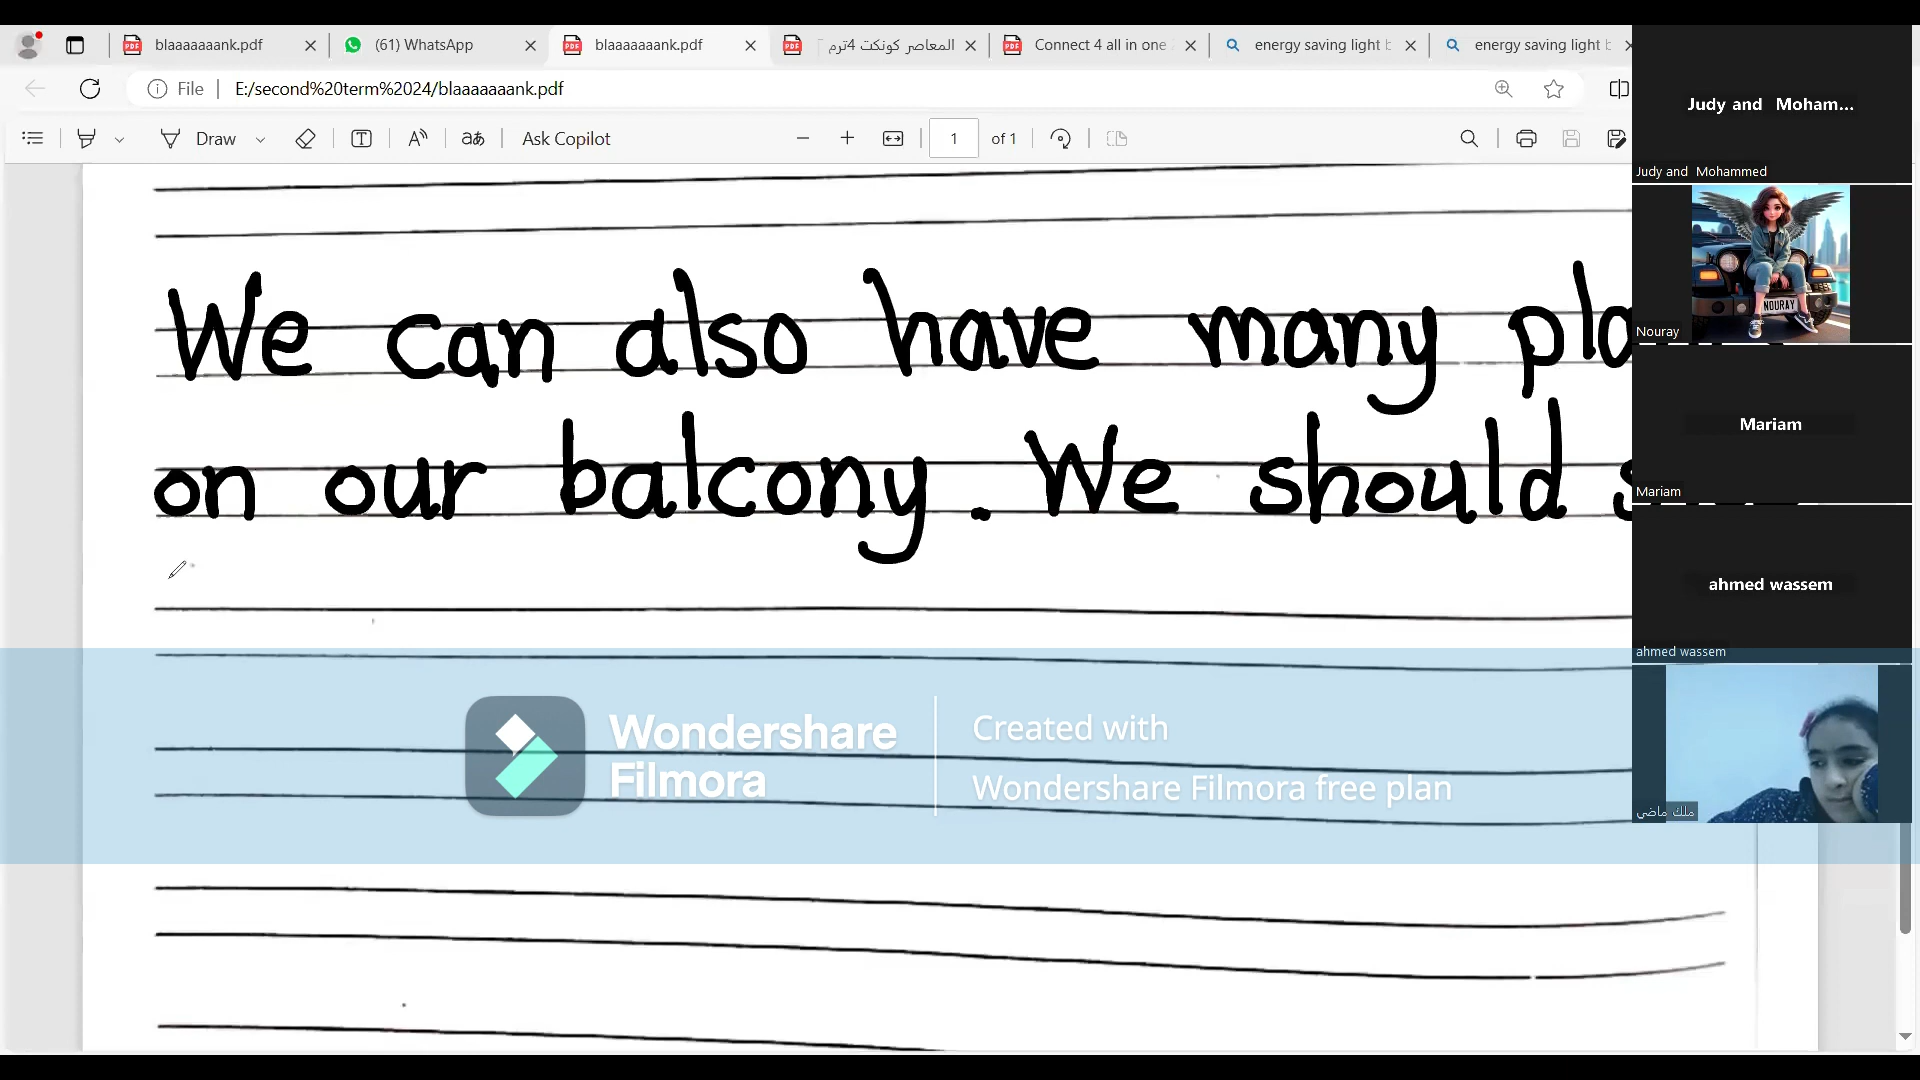 blaaaaaaank.pdf
(61) WhatsApp
blaaaaaaank.pdf
المعاصر كونكت 4ترم
Connect 4 all in one
energy saving light b
energy saving light b
File
E:/second%20term%2024/blaaaaaaank.pdf
Draw
Ask Copilot
1
of 1
We can also have many pla
on our balcony. We should s
Judy and Moham...
Judy and Mohammed
NOURAY
Nouray
Mariam
Mariam
ahmed wassem
ahmed wassem
ملك ماضي
Wondershare
Filmora
Created with
Wondershare Filmora free plan